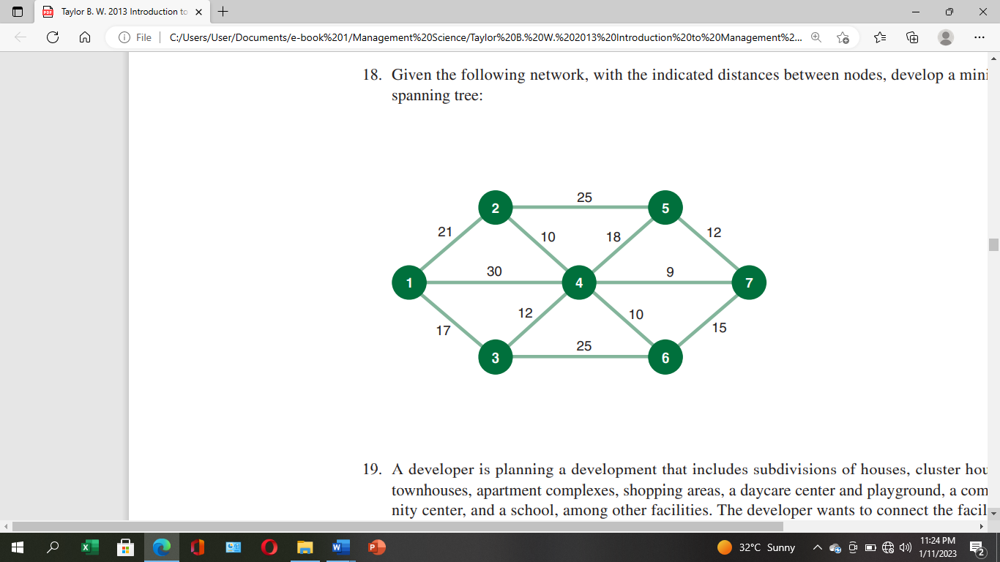 Taylor B. W. 2013 Introduction to
File
C:/Users/User/Documents/e-book%201/Management%20Science/Taylor%20B.%20W.%202013%20Introduction%20to%20Management%2...
18. Given the following network, with the indicated distances between nodes, develop a mini
spanning tree:
25
2
5
21
10
18
12
30
9
1
4
7
12
10
17
15
25
3
6
19. A developer is planning a development that includes subdivisions of houses, cluster hou
townhouses, apartment complexes, shopping areas, a daycare center and playground, a com
nity center, and a school, among other facilities. The developer wants to connect the facil
32°C Sunny
11:24 PM
1/11/2023
2